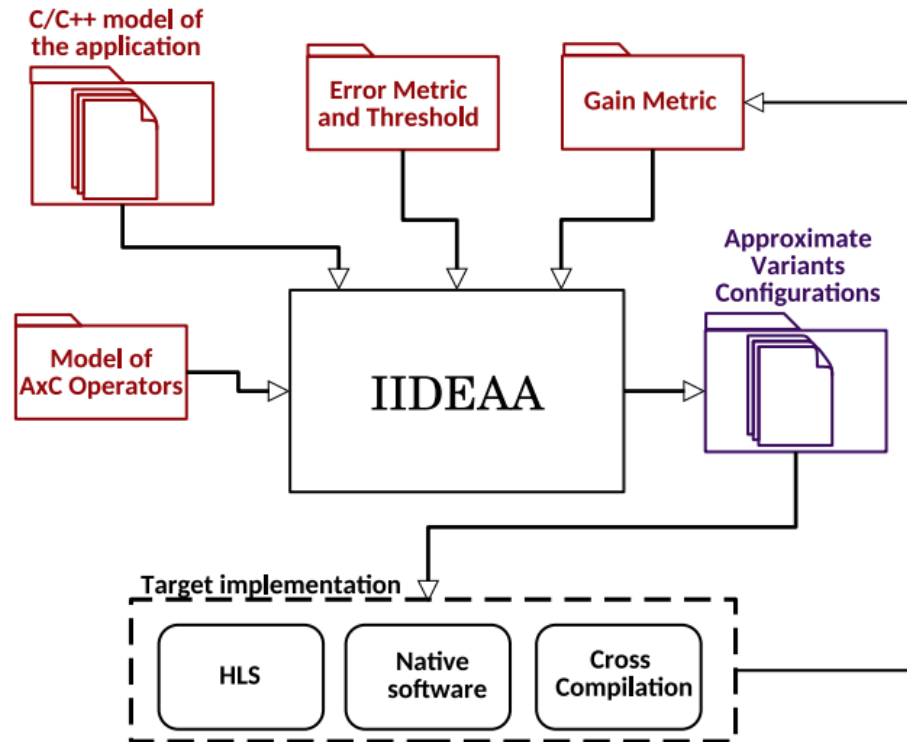 C/C++ model of
the application
Error Metric
and Threshold
Gain Metric
Approximate
Variants
Configurations
Model of
AxC Operators
IIDEAA
Target implementation
HLS
Native
software
Cross
Compilation